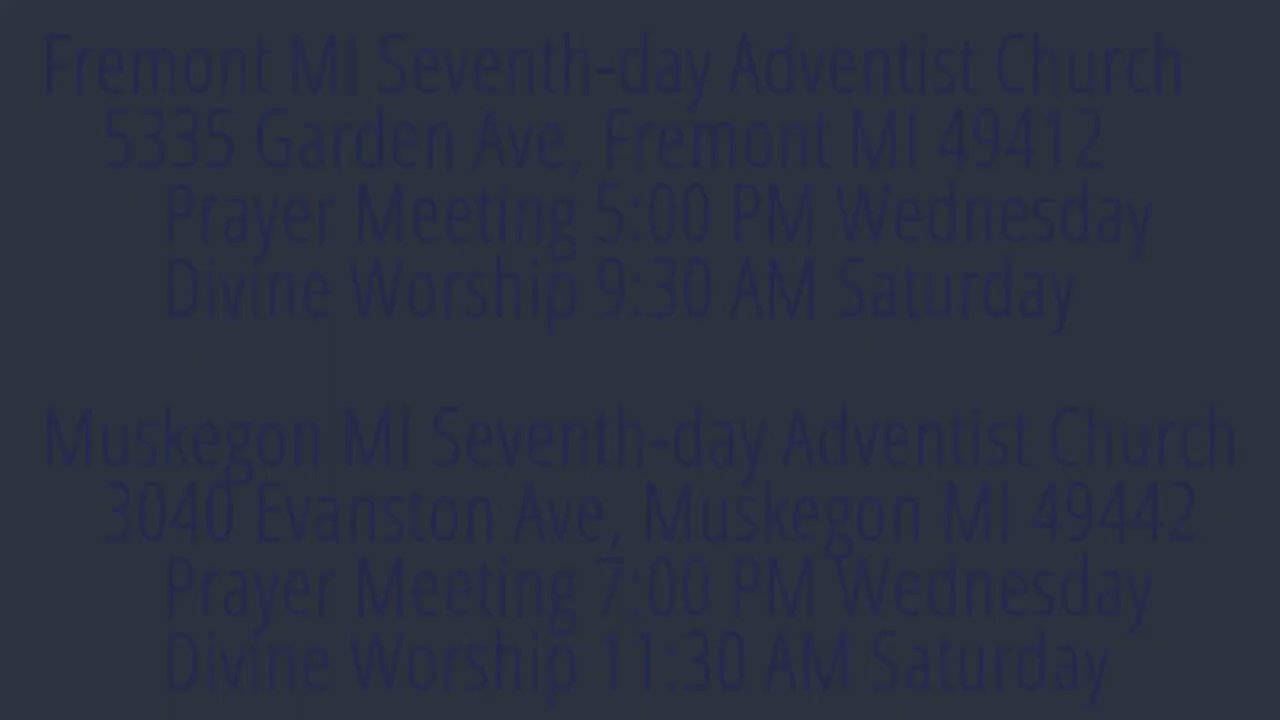 Fremont MI Seventh-day Adventist Church
5335 Garden Ave, Fremont MI 49412
Prayer Meeting 5:00 PM Wednesday
Divine Worship 9:30 AM Saturday
Muskegon MI Seventh-day Adventist Church
3040 Evanston Ave, Muskegon MI 49442
Prayer Meeting 7:00 PM Wednesday
Divine Worship 11:30 AM Saturday